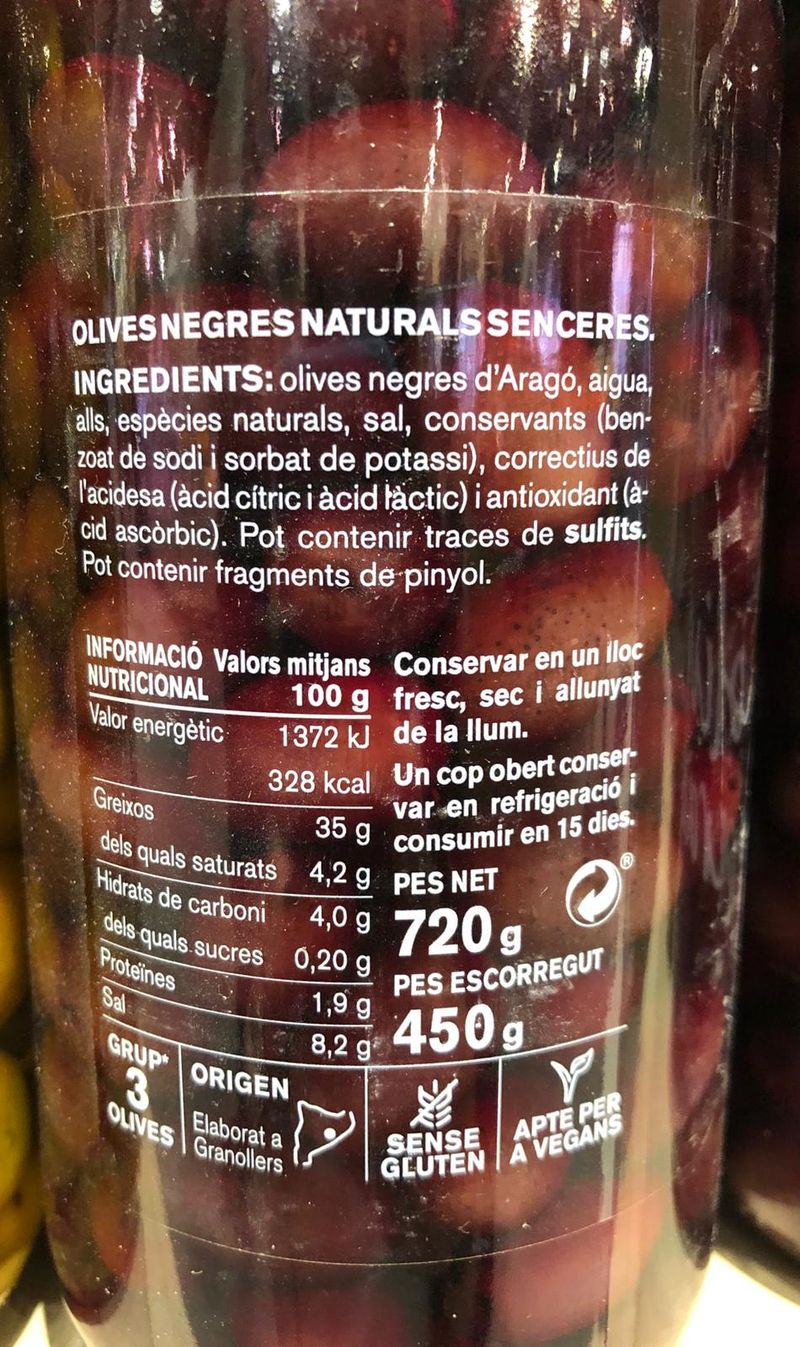 OLIVES NEGRES NATURALS SENCERES.
INGREDIENTS: olives negres d'Aragó, aigua,
alls, espècies naturals, sal, conservants (ben-
zoat de sodi i sorbat de potassi), correctius de
l'acidesa (àcid cítric i àcid làctic) i antioxidant (à-
cid ascòrbic). Pot contenir traces de sulfits.
Pot contenir fragments de pinyol.
INFORMACIÓ NUTRICIONAL Valors mitjans 100 g
Valor energètic 1372 kJ
328 kcal
Greixos 35 g
dels quals saturats 4,2 g
Hidrats de carboni 4,0 g
dels quals sucres 0,20 g
Proteïnes 1,9 g
Sal 8,2 g
Conservar en un lloc
fresc, sec i allunyat
de la llum.
Un cop obert conser-
var en refrigeració i
consumir en 15 dies.
PES NET
720 g
®
PES ESCORREGUT
450 g
GRUP*
3
OLIVES
ORIGEN
Elaborat a
Granollers
SENSE
GLUTEN
APTE PER
A VEGANS